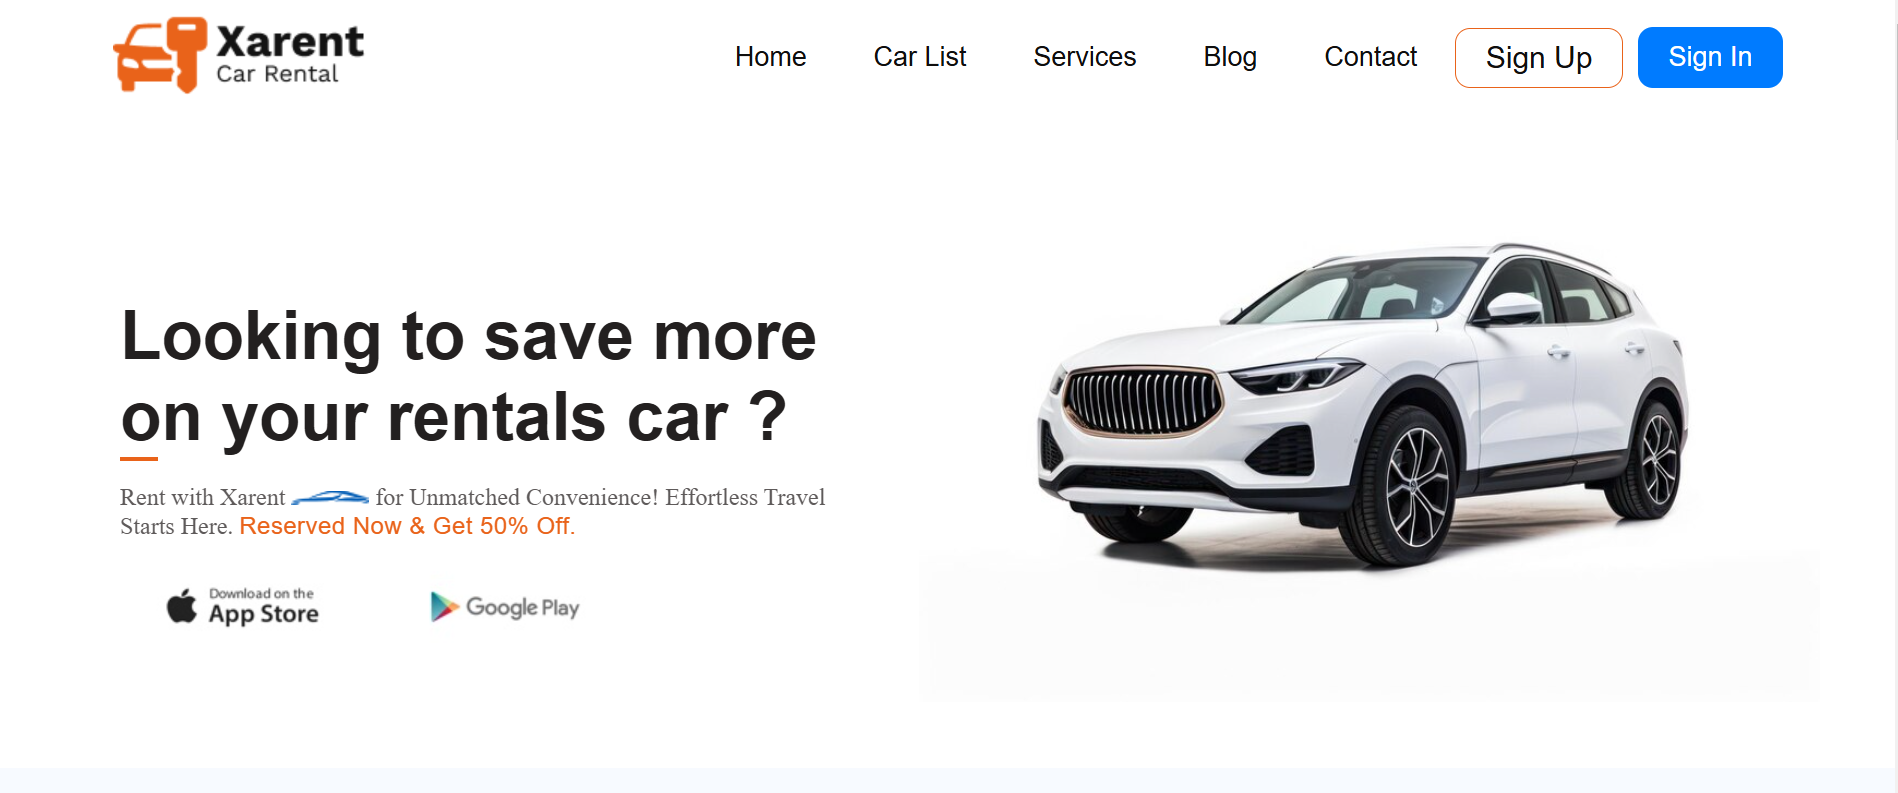 Xarent
Car Rental
Home
Car List
Services
Blog
Contact
Sign Up
Sign In
Looking to save more
on your rentals car ?
Rent with Xarent for Unmatched Convenience! Effortless Travel
Starts Here. Reserved Now & Get 50% Off.
Download on the
App Store
Google Play